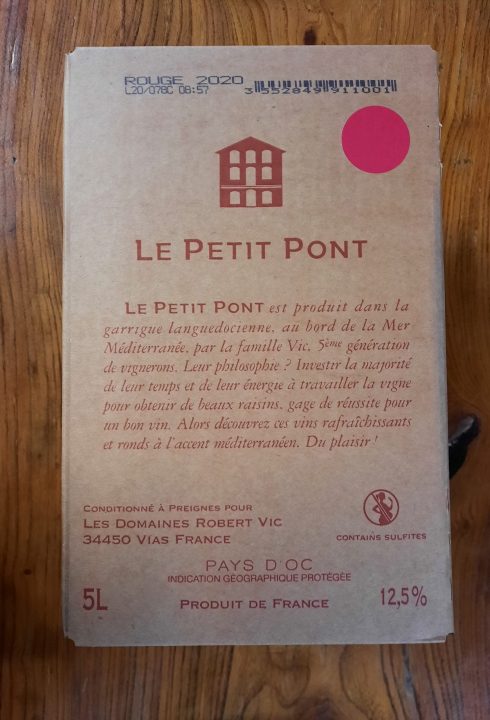 ROUGE 2020
L20/078C 08:57
3 552849 911001
LE PETIT PONT
LE PETIT PONT est produit dans la
garrigue languedocienne, au bord de la Mer
Méditerranée, par la famille Vic, 5ème génération
de vignerons. Leur philosophie ? Investir la majorité
de leur temps et de leur énergie à travailler la vigne
pour obtenir de beaux raisins, gage de réussite pour
un bon vin. Alors découvrez ces vins rafraîchissants
et ronds à l'accent méditerranéen. Du plaisir !
CONDITIONNÉ À PREIGNES POUR
LES DOMAINES ROBERT VIC
34450 VIAS FRANCE
CONTAINS SULFITES
PAYS D'OC
INDICATION GÉOGRAPHIQUE PROTÉGÉE
5L
PRODUIT DE FRANCE
12,5%